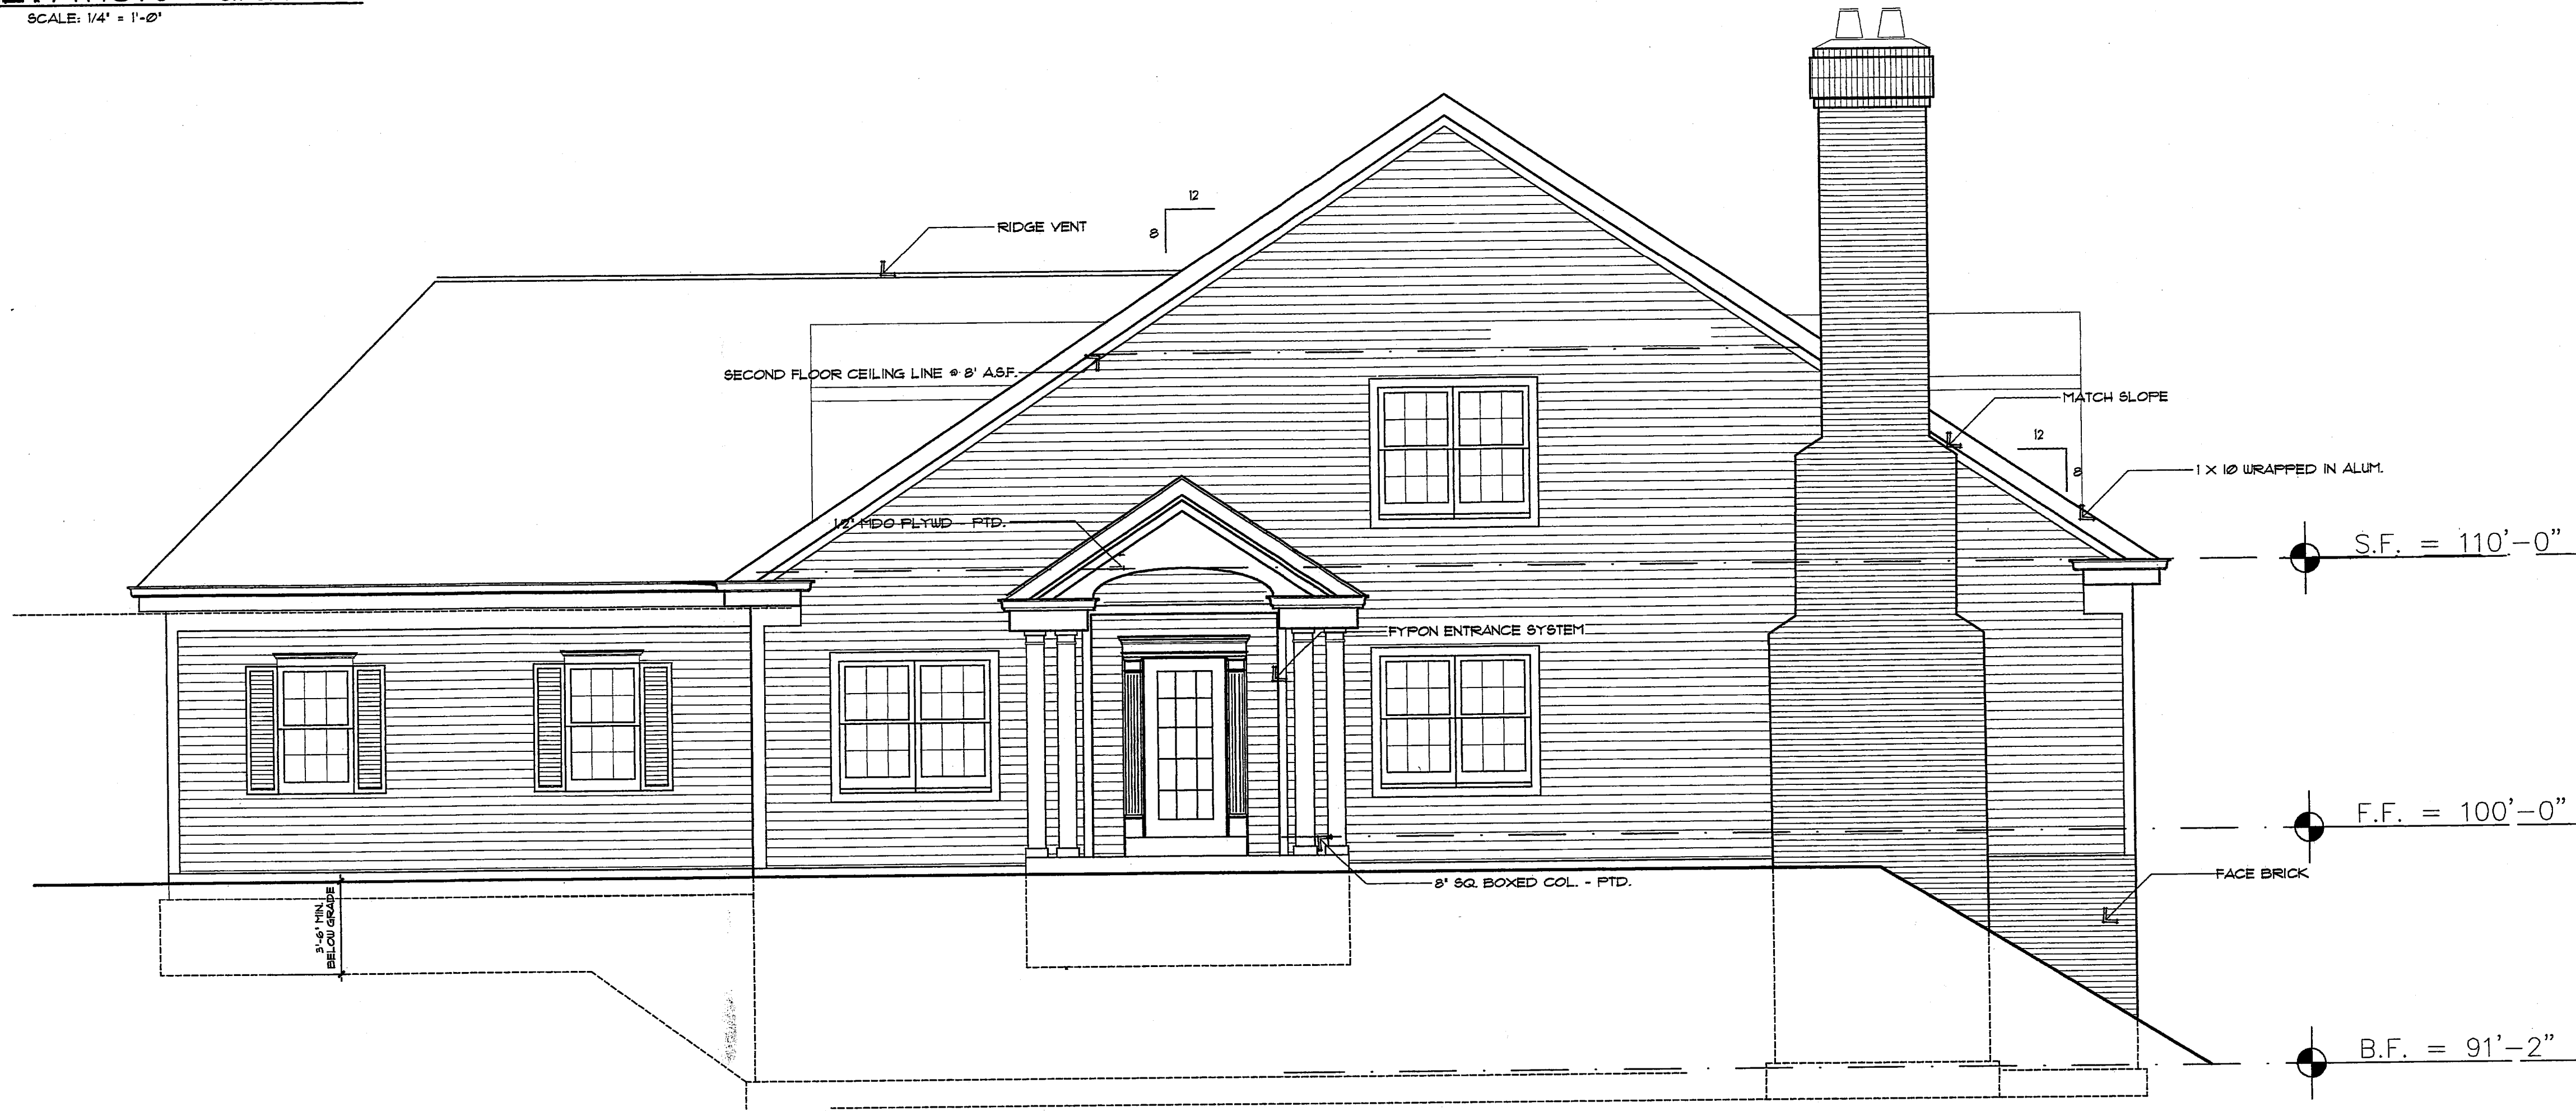 SCALE: 1/4" = 1'-0"
12
8
RIDGE VENT
SECOND FLOOR CEILING LINE @ 8' A.S.F.
MATCH SLOPE
12
8
1 X 10 WRAPPED IN ALUM.
1/2" MDO PLYWD - PTD.
S.F. = 110'-0"
FYPON ENTRANCE SYSTEM
F.F. = 100'-0"
8" SQ. BOXED COL. - PTD.
FACE BRICK
3'-6" MIN.
BELOW GRADE
B.F. = 91'-2"